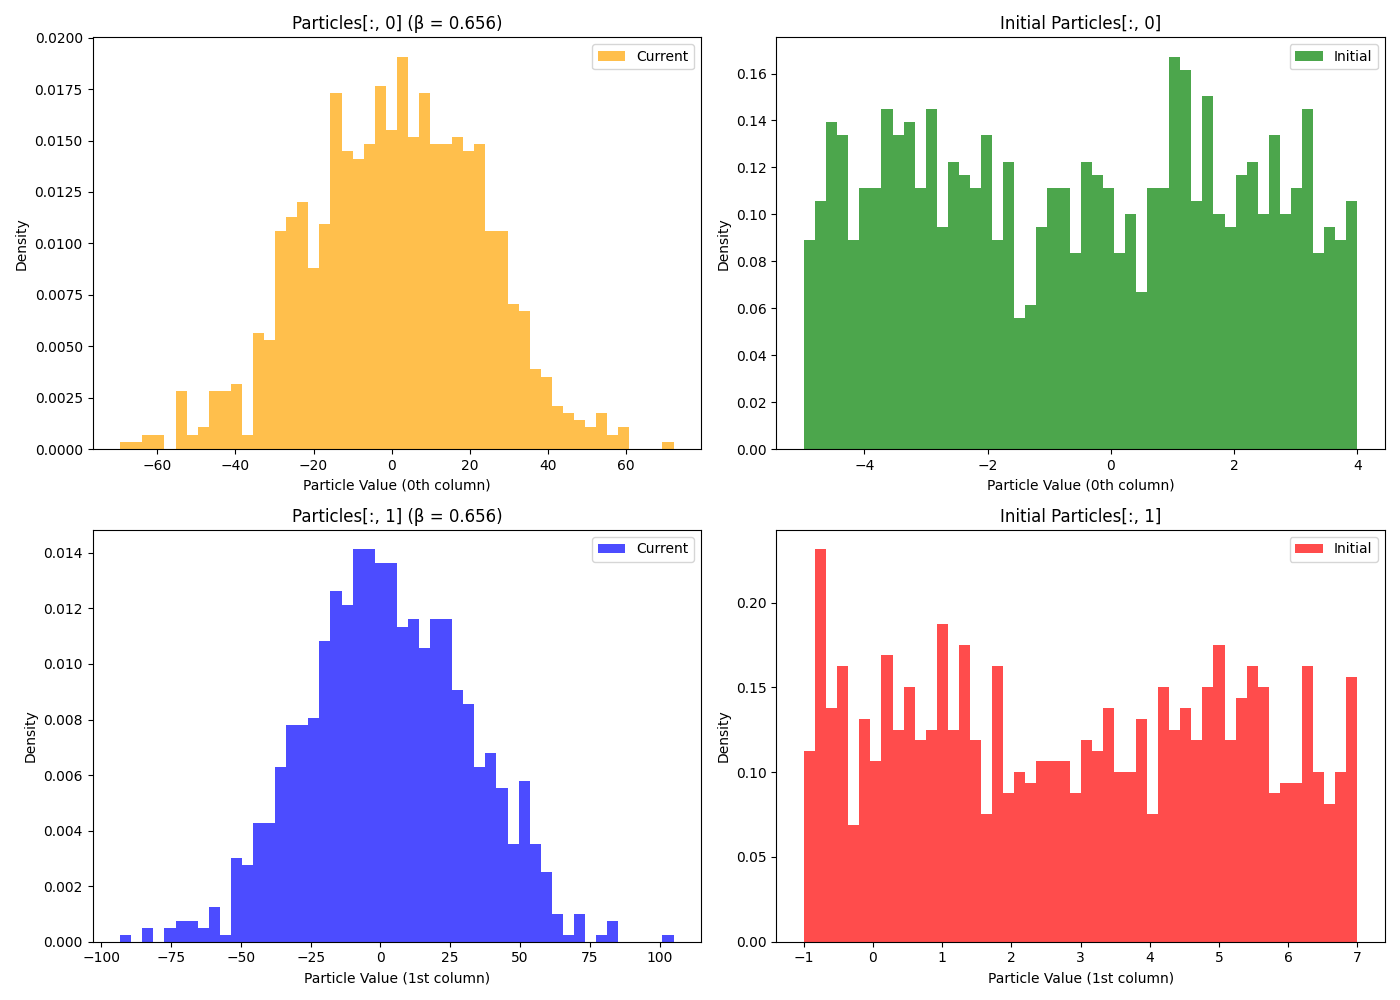 Particles[:, 0] (β = 0.656)
Current
Density
0.0200
0.0175
0.0150
0.0125
0.0100
0.0075
0.0050
0.0025
0.0000
−60 −40 −20 0 20 40 60
Particle Value (0th column)
Initial Particles[:, 0]
Initial
Density
0.16
0.14
0.12
0.10
0.08
0.06
0.04
0.02
0.00
−4 −2 0 2 4
Particle Value (0th column)
Particles[:, 1] (β = 0.656)
Current
Density
0.014
0.012
0.010
0.008
0.006
0.004
0.002
0.000
−100 −75 −50 −25 0 25 50 75 100
Particle Value (1st column)
Initial Particles[:, 1]
Initial
Density
0.20
0.15
0.10
0.05
0.00
−1 0 1 2 3 4 5 6 7
Particle Value (1st column)